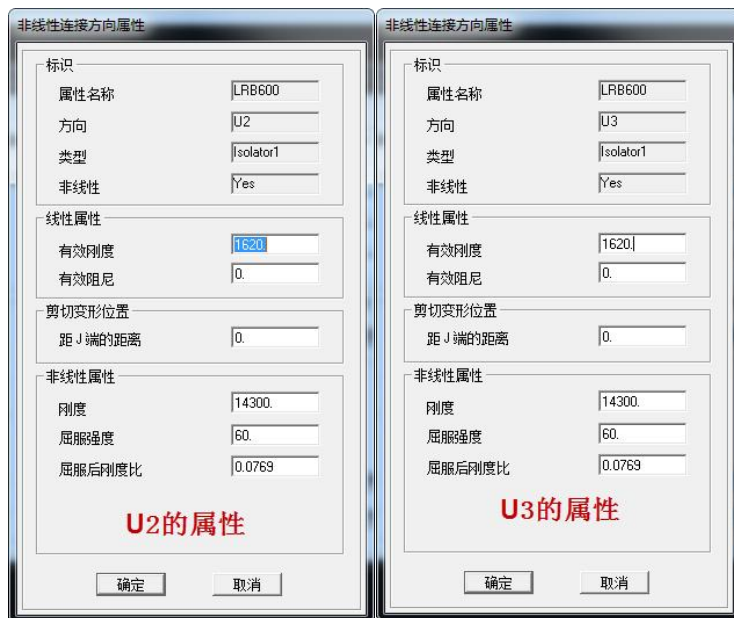 非线性连接方向属性
标识
属性名称 LRB600
方向 U2
类型 Isolator1
非线性 Yes
线性属性
有效刚度 1620.
有效阻尼 0.
剪切变形位置
距 J 端的距离 0.
非线性属性
刚度 14300.
屈服强度 60.
屈服后刚度比 0.0769
U2的属性
确定 取消
非线性连接方向属性
标识
属性名称 LRB600
方向 U3
类型 Isolator1
非线性 Yes
线性属性
有效刚度 1620.
有效阻尼 0.
剪切变形位置
距 J 端的距离 0.
非线性属性
刚度 14300.
屈服强度 60.
屈服后刚度比 0.0769
U3的属性
确定 取消